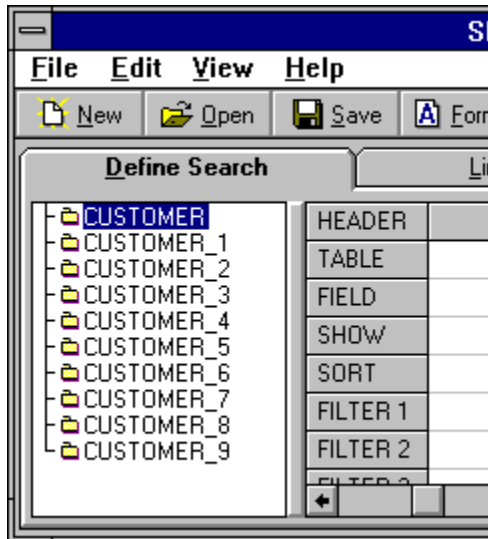 File Edit View Help
New Open Save
Define Search
CUSTOMER
CUSTOMER_1
CUSTOMER_2
CUSTOMER_3
CUSTOMER_4
CUSTOMER_5
CUSTOMER_6
CUSTOMER_7
CUSTOMER_8
CUSTOMER_9
HEADER
TABLE
FIELD
SHOW
SORT
FILTER 1
FILTER 2